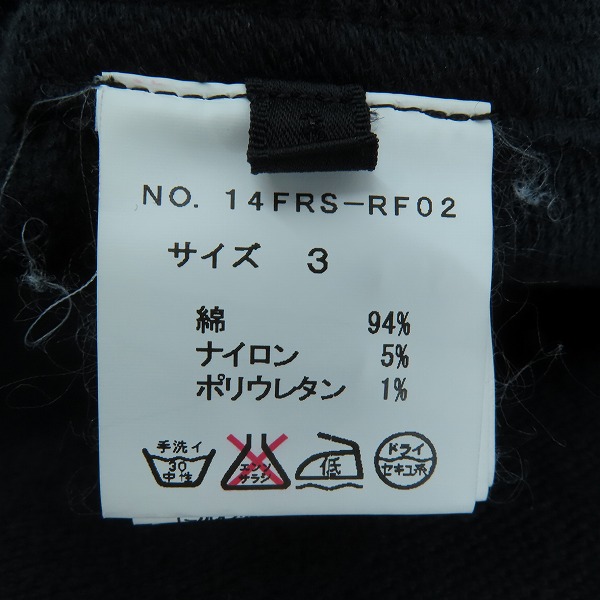 NO. 14FRS-RF02
サイズ 3
綿 94%
ナイロン 5%
ポリウレタン 1%
手洗イ
30
中性
エンソ
サラシ
低
ドライ
セキユ系